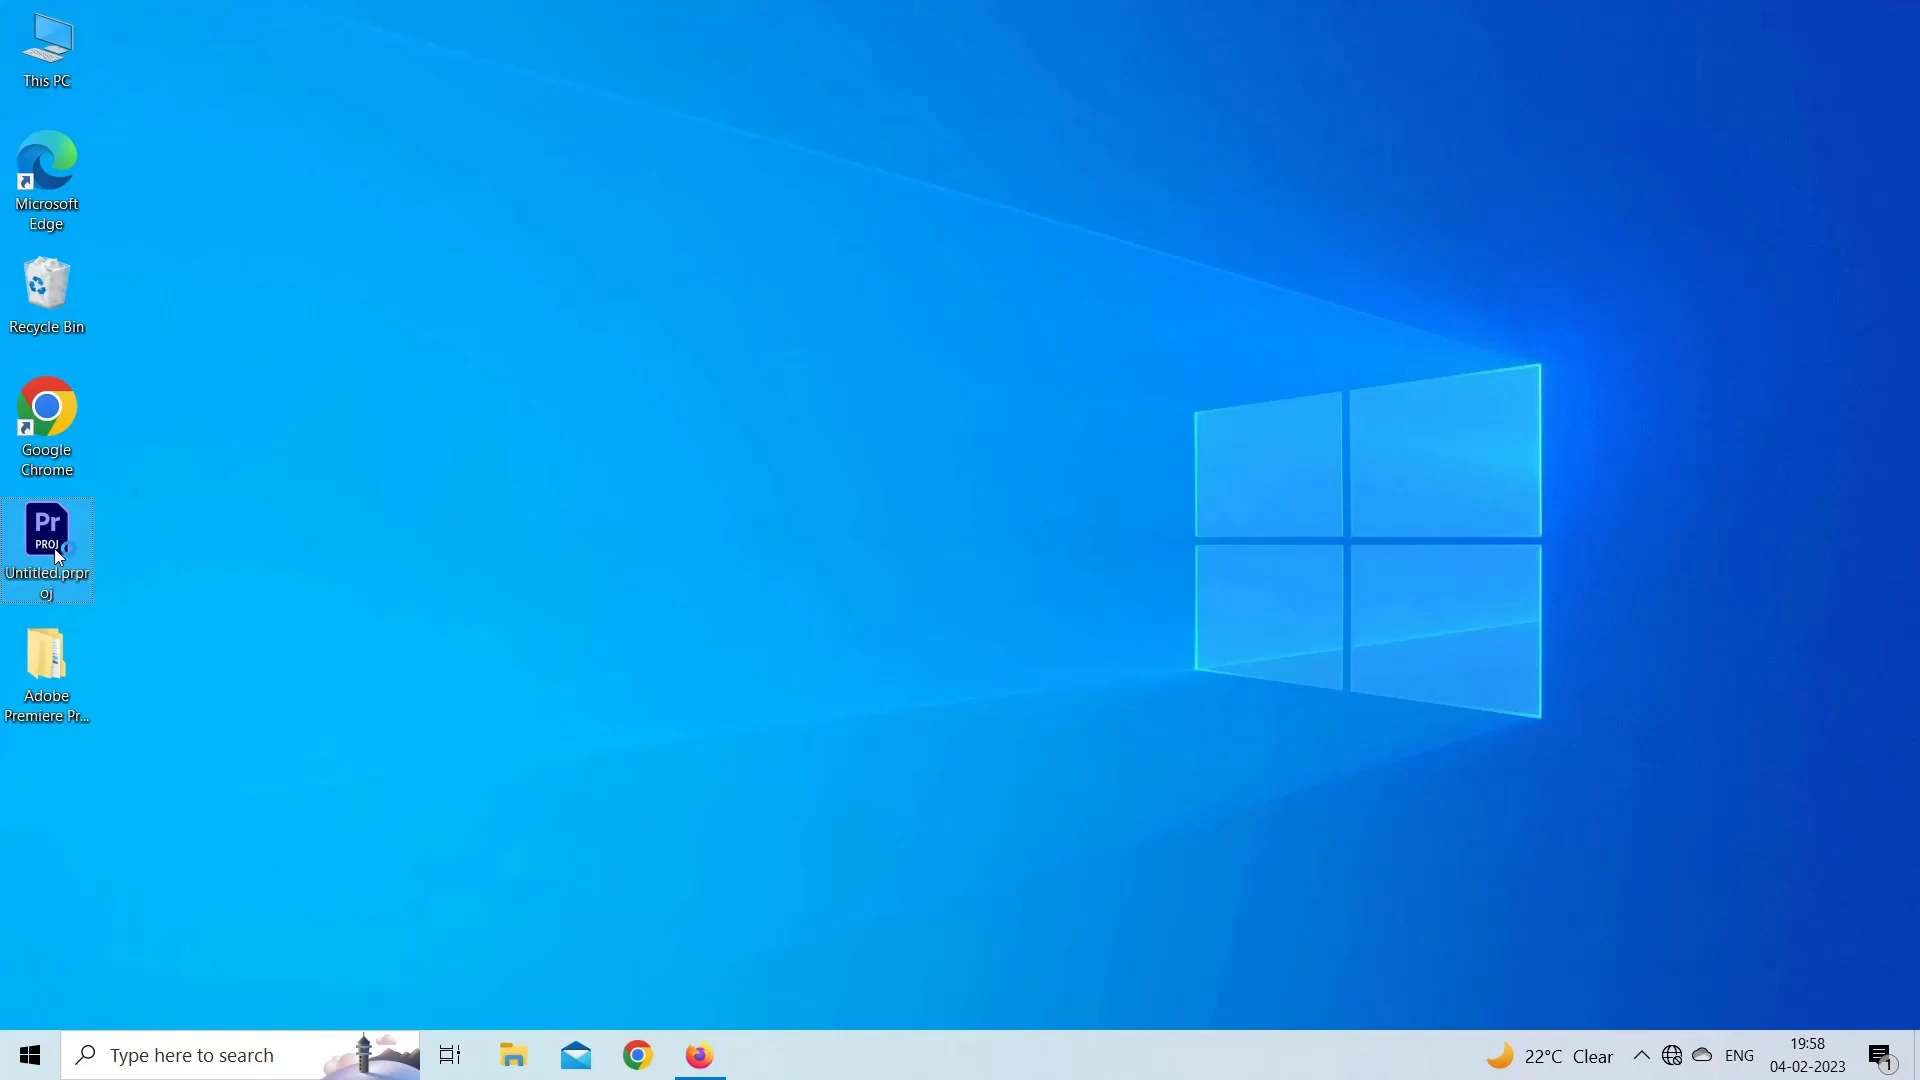 This PC
Microsoft
Edge
Recycle Bin
Google
Chrome
Pr
PROJ
Untitled.prpr
oj
Adobe
Premiere Pr...
Type here to search
22°C Clear
ENG
19:58
04-02-2023
1